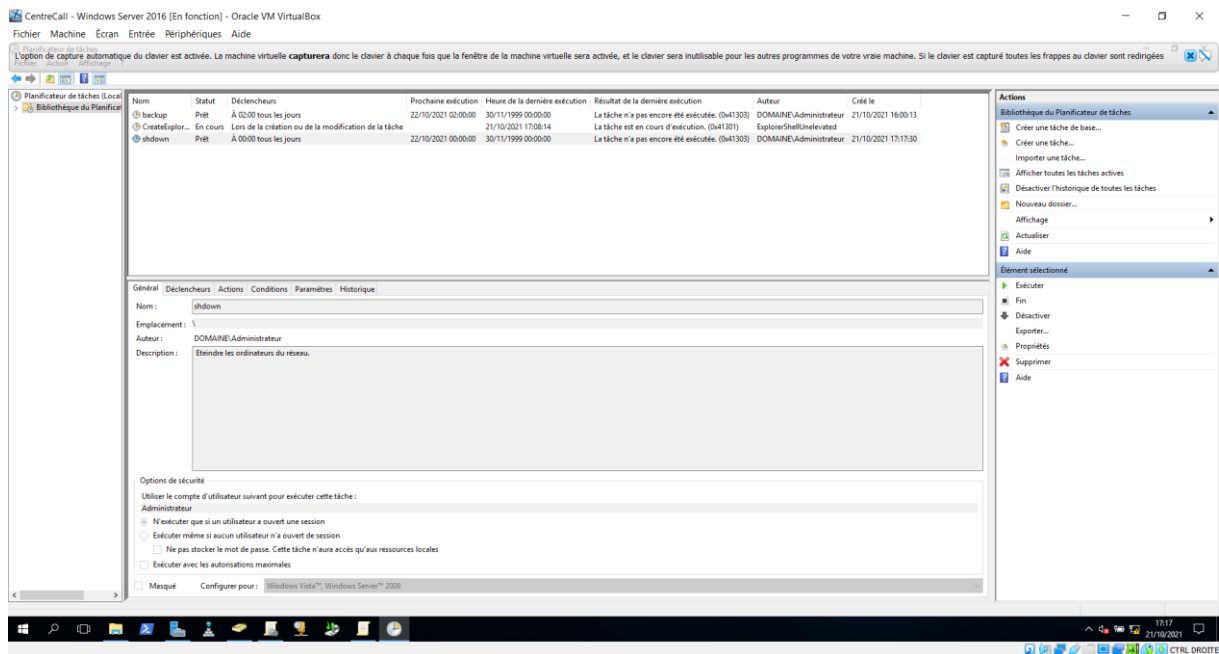 CentreCall - Windows Server 2016 [En fonction] - Oracle VM VirtualBox
Fichier Machine Écran Entrée Périphériques Aide
Planificateur de tâches
L'option de capture automatique du clavier est activée. La machine virtuelle capturera donc le clavier à chaque fois que la fenêtre de la machine virtuelle sera activée, et le clavier sera inutilisable pour les autres programmes de votre vraie machine. Si le clavier est capturé toutes les frappes au clavier sont redirigées
Fichier Action Affichage ?
Planificateur de tâches (Local
Bibliothèque du Planificat
Nom Statut Déclencheurs Prochaine exécution Heure de la dernière exécution Résultat de la dernière exécution Auteur Créé le
backup Prêt À 02:00 tous les jours 22/10/2021 02:00:00 30/11/1999 00:00:00 La tâche n'a pas encore été exécutée. (0x41303) DOMAINE\Administrateur 21/10/2021 16:00:13
CreateExplor... En cours Lors de la création ou de la modification de la tâche 21/10/2021 17:08:14 La tâche est en cours d'exécution. (0x41301) ExplorerShellUnelevated
shdown Prêt À 00:00 tous les jours 22/10/2021 00:00:00 30/11/1999 00:00:00 La tâche n'a pas encore été exécutée. (0x41303) DOMAINE\Administrateur 21/10/2021 17:17:30
Général Déclencheurs Actions Conditions Paramètres Historique
Nom : shdown
Emplacement : \
Auteur : DOMAINE\Administrateur
Description : Eteindre les ordinateurs du réseau.
Options de sécurité
Utiliser le compte d'utilisateur suivant pour exécuter cette tâche :
Administrateur
N'exécuter que si un utilisateur a ouvert une session
Exécuter même si aucun utilisateur n'a ouvert de session
Ne pas stocker le mot de passe. Cette tâche n'aura accès qu'aux ressources locales
Exécuter avec les autorisations maximales
Masqué Configurer pour : Windows Vista™, Windows Server™ 2008
Actions
Bibliothèque du Planificateur de tâches
Créer une tâche de base...
Créer une tâche...
Importer une tâche...
Afficher toutes les tâches actives
Désactiver l'historique de toutes les tâches
Nouveau dossier...
Affichage
Actualiser
Aide
Élément sélectionné
Exécuter
Fin
Désactiver
Exporter...
Propriétés
Supprimer
Aide
17:17
21/10/2021
CTRL DROITE